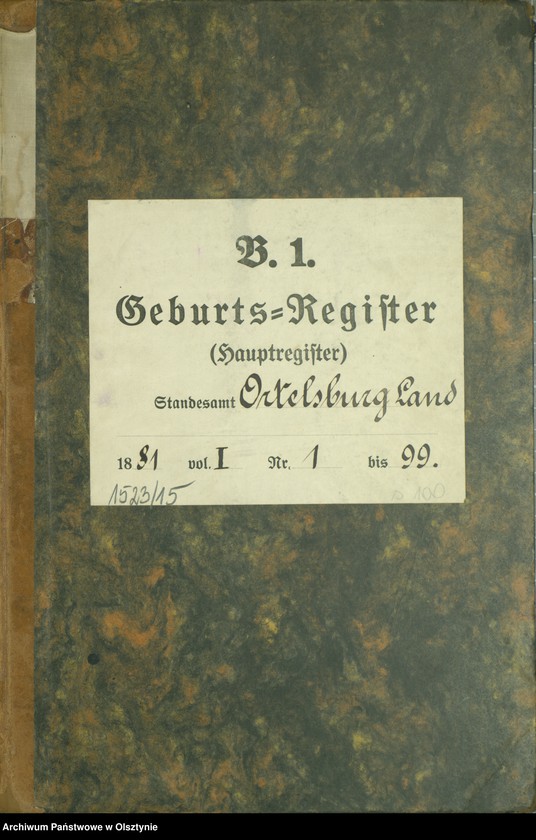 B. 1.
Geburts=Regiſter
(Hauptregiſter)
Standesamt Ortelsburg Land
1881 vol. I Nr. 1 bis 99.
1523/15
Archiwum Państwowe w Olsztynie